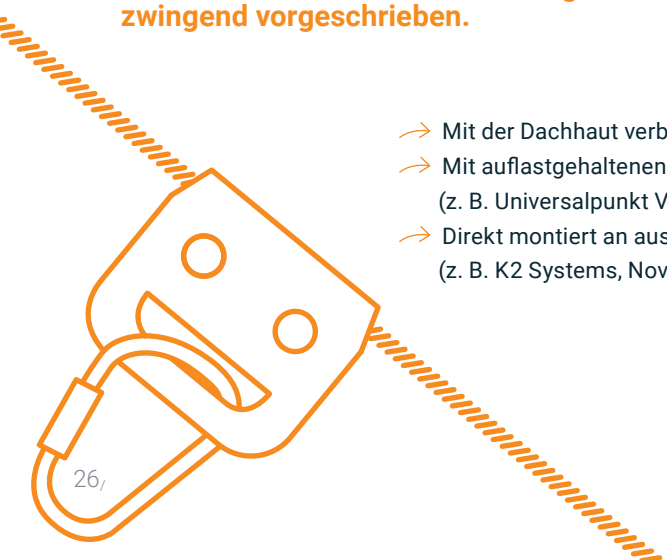 zwingend vorgeschrieben.
Mit der Dachhaut verb
Mit auflastgehaltenen
(z. B. Universalpunkt V
Direkt montiert an aus
(z. B. K2 Systems, Nov
26/